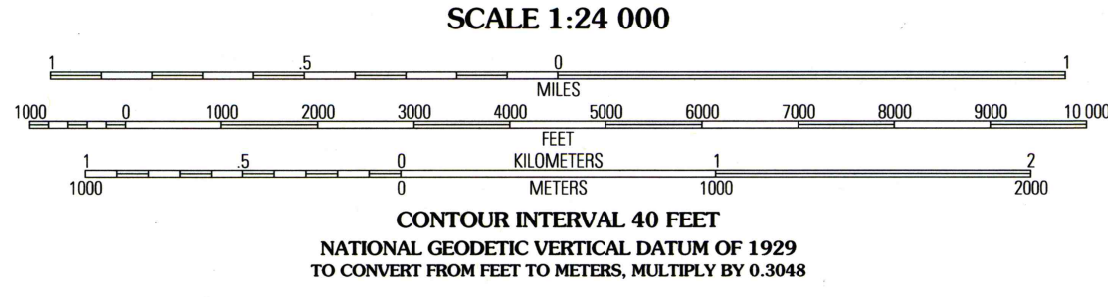 SCALE 1:24 000
1 .5 0 1
MILES
1000 0 1000 2000 3000 4000 5000 6000 7000 8000 9000 10 000
FEET
1 .5 0 KILOMETERS 1 2
1000 0 METERS 1000 2000
CONTOUR INTERVAL 40 FEET
NATIONAL GEODETIC VERTICAL DATUM OF 1929
TO CONVERT FROM FEET TO METERS, MULTIPLY BY 0.3048